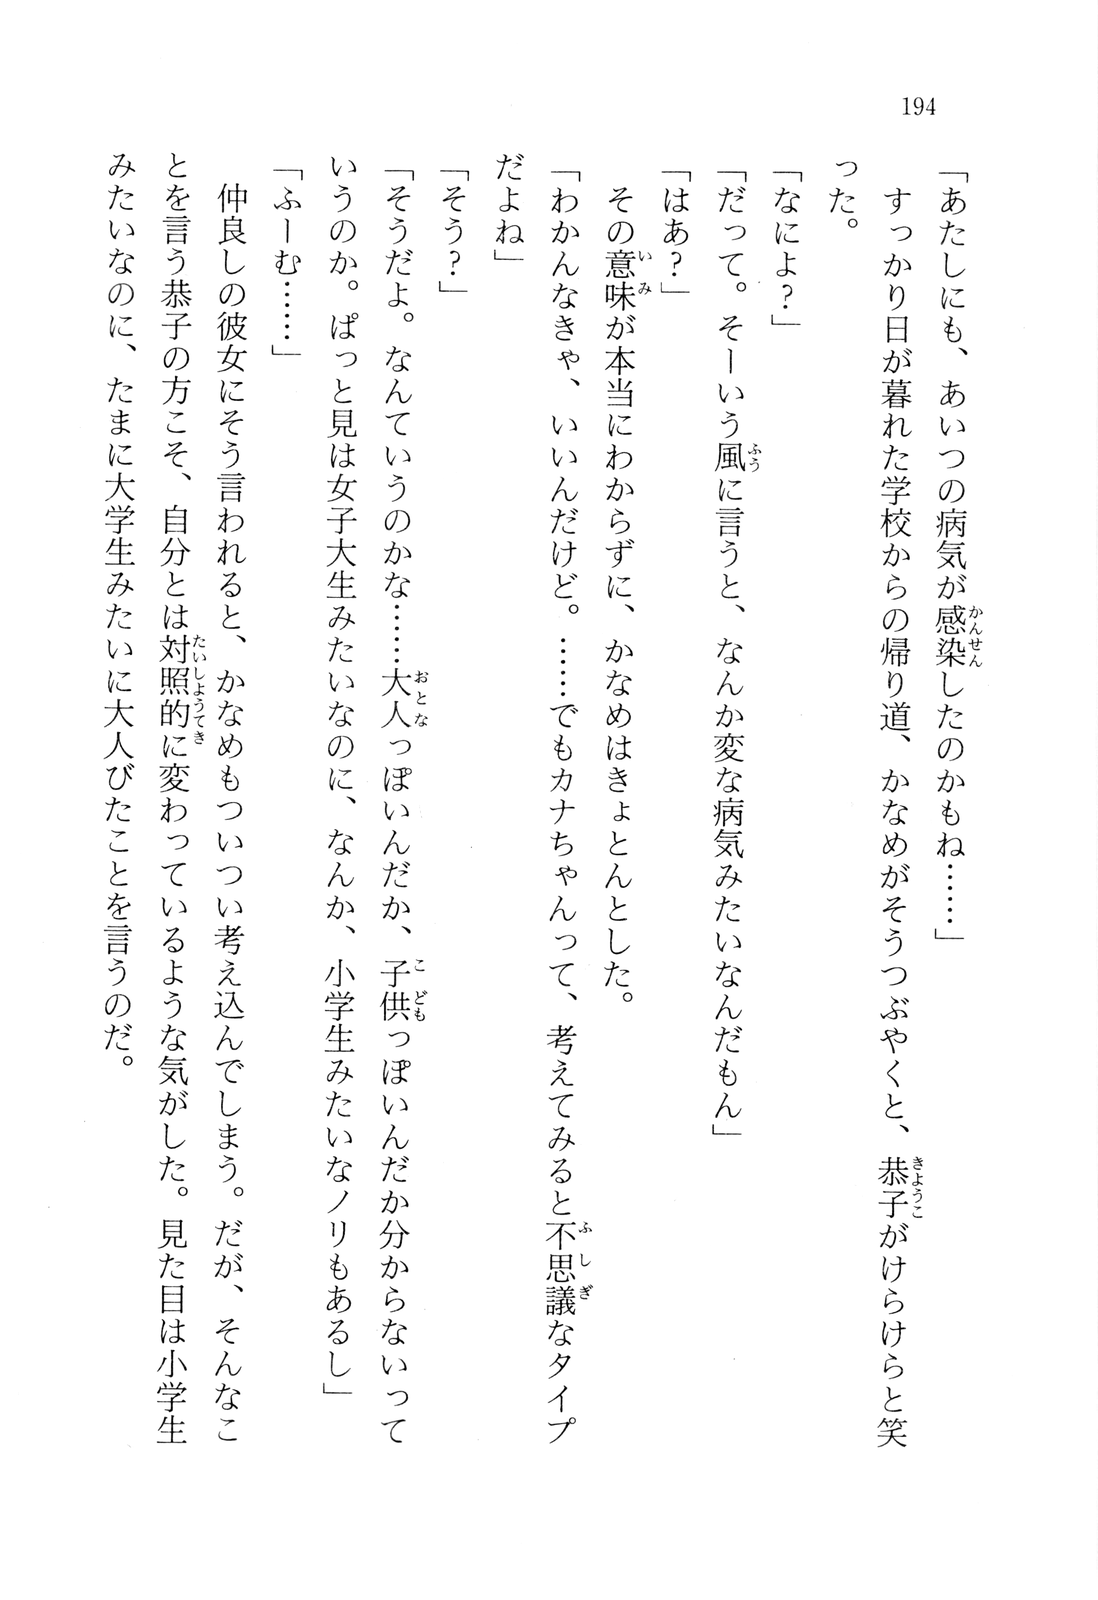 194
「あたしにも、あいつの病気が感染したのかもね……」
　すっかり日が暮れた学校からの帰り道、かなめがそうつぶやくと、恭子がけらけらと笑
った。
「なによ？」
「だって。そーいう風に言うと、なんか変な病気みたいなんだもん」
「はあ？」
　その意味が本当にわからずに、かなめはきょとんとした。
「わかんなきゃ、いいんだけど。……でもカナちゃんって、考えてみると不思議なタイプ
だよね」
「そう？」
「そうだよ。なんていうのかな……大人っぽいんだか、子供っぽいんだか分からないって
いうのか。ぱっと見は女子大生みたいなのに、なんか、小学生みたいなノリもあるし」
「ふーむ……」
　仲良しの彼女にそう言われると、かなめもついつい考え込んでしまう。だが、そんなこ
とを言う恭子の方こそ、自分とは対照的に変わっているような気がした。見た目は小学生
みたいなのに、たまに大学生みたいに大人びたことを言うのだ。